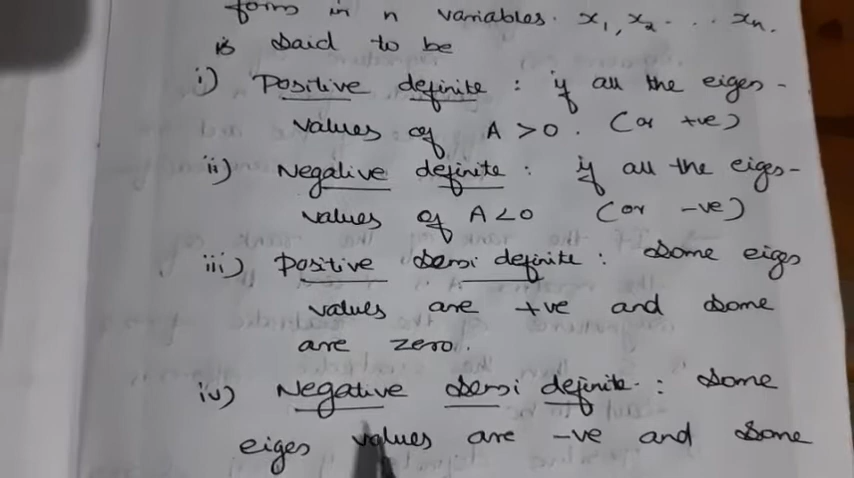 form in n variables. x1, x2 . . . xn.
is said to be
i) Positive definite : if all the eigen-
values of A > 0. (or +ve)
ii) Negative definite : if all the eigen-
values of A < 0 (or -ve)
iii) Positive semi definite : some eigen
values are +ve and some
are zero.
iv) Negative semi definite : some
eigen values are -ve and some